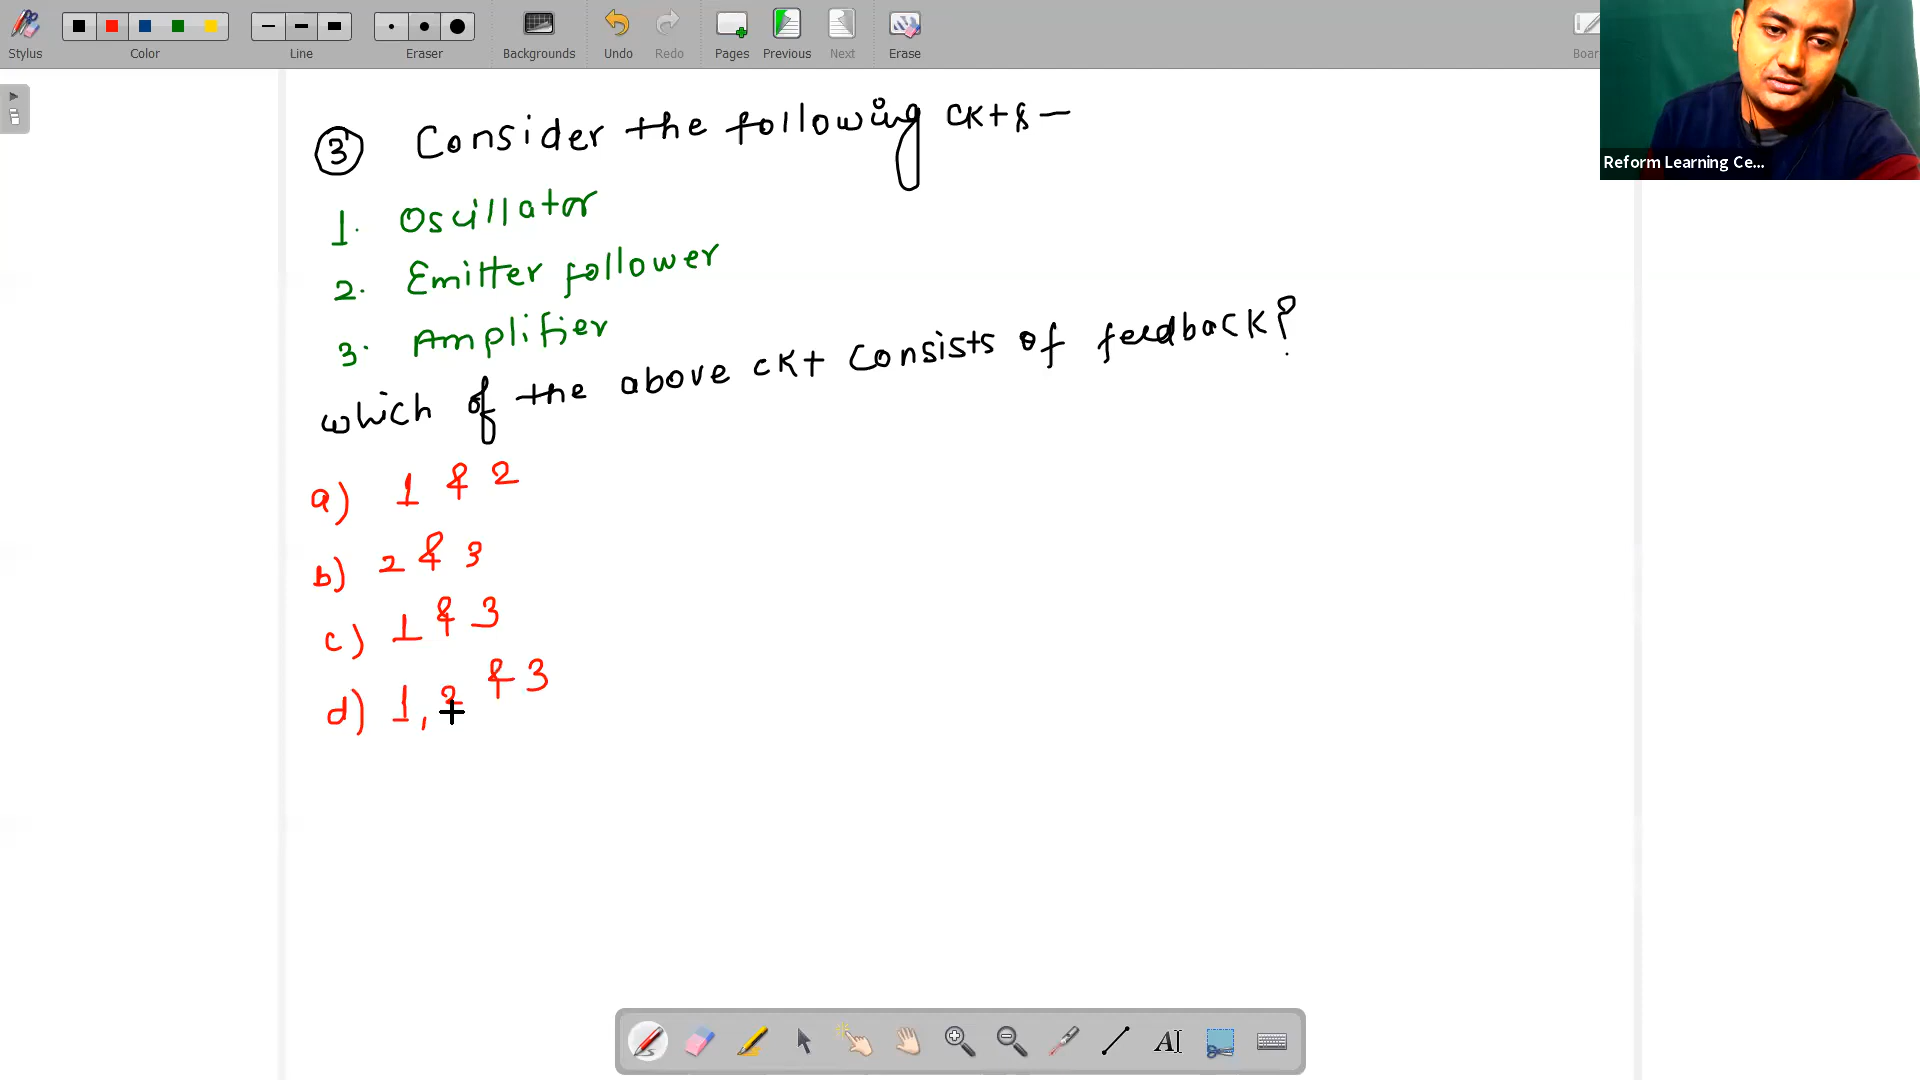 Stylus
Color
Line
Eraser
Backgrounds
Undo
Redo
Pages
Previous
Next
Erase
Boar
Reform Learning Ce...
3 Consider the following ckts —
1. Oscillator
2. Emitter follower
3. Amplifier
which of the above ckt consists of feedback?
a) 1 & 2
b) 2 & 3
c) 1 & 3
d) 1, 2 & 3